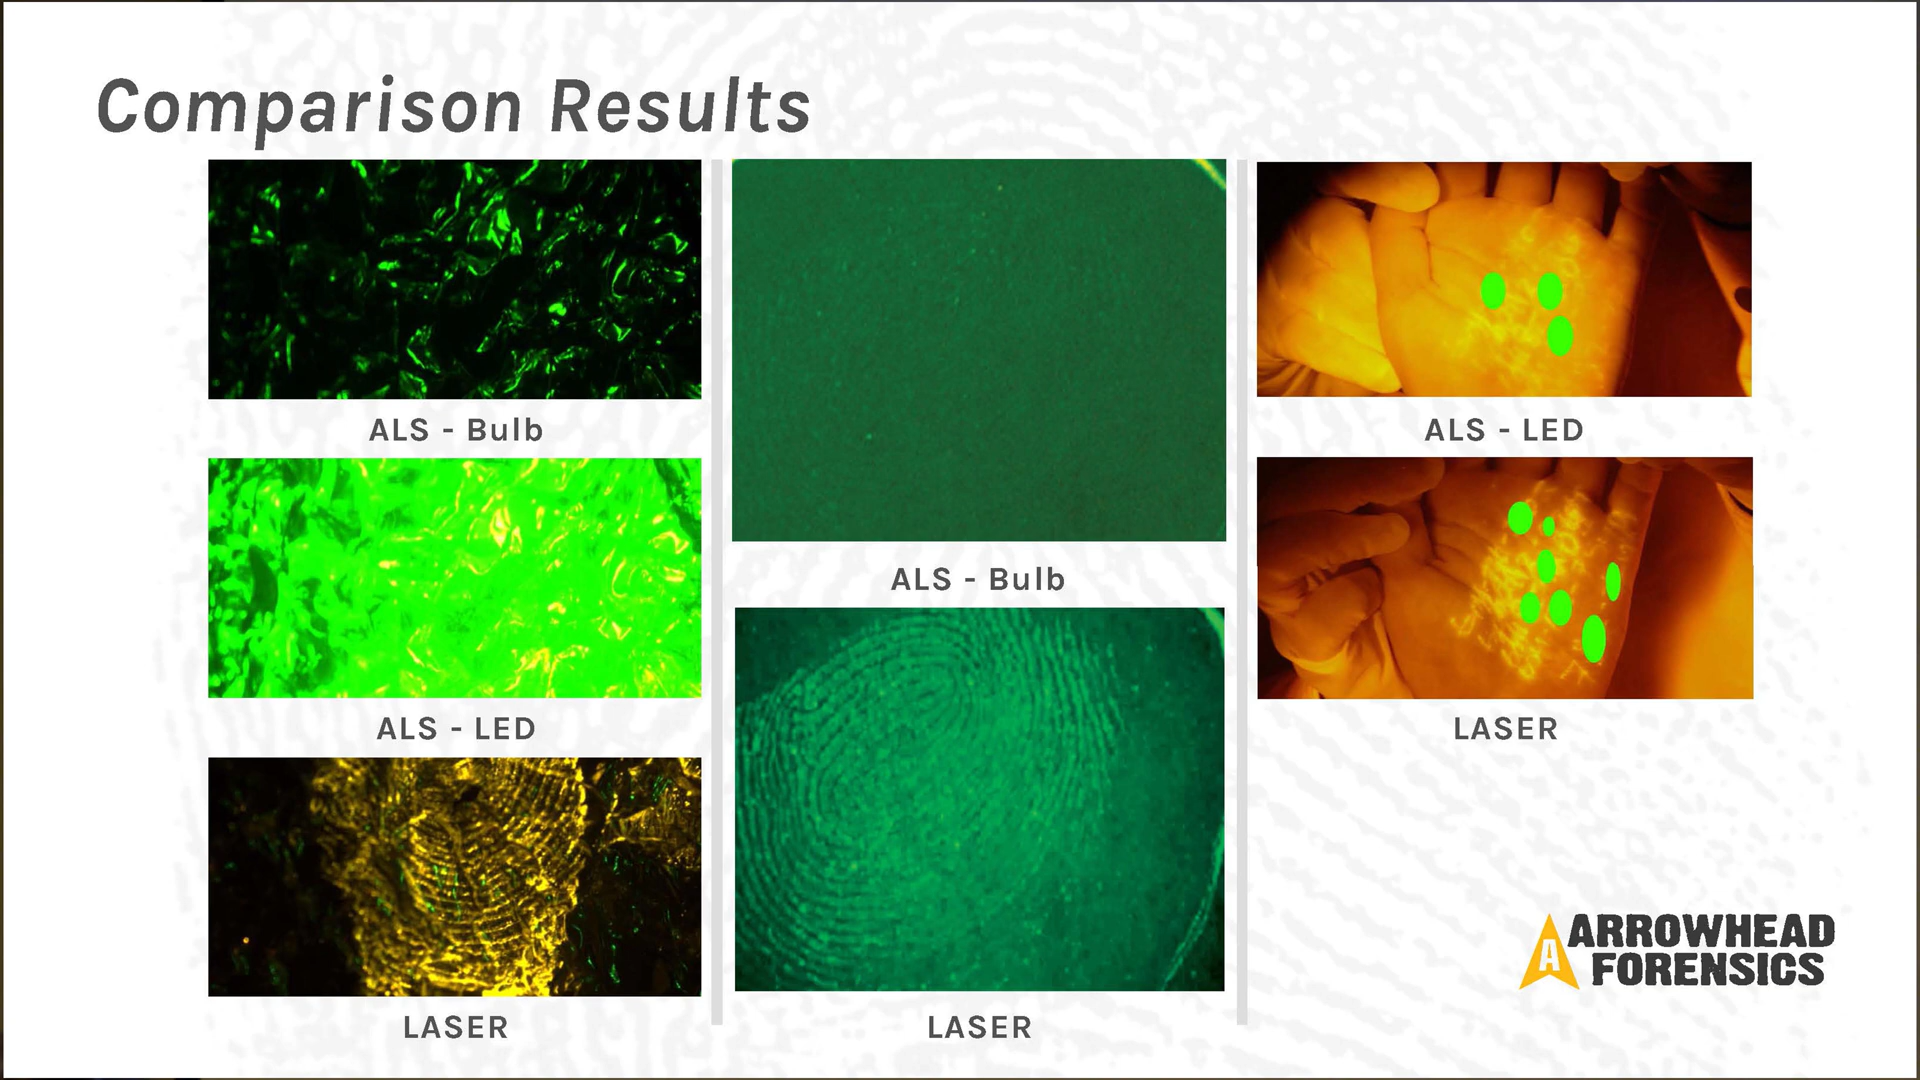 Comparison Results
ALS - Bulb
ALS - LED
LASER
ALS - Bulb
LASER
ALS - LED
LASER
A
ARROWHEAD
FORENSICS